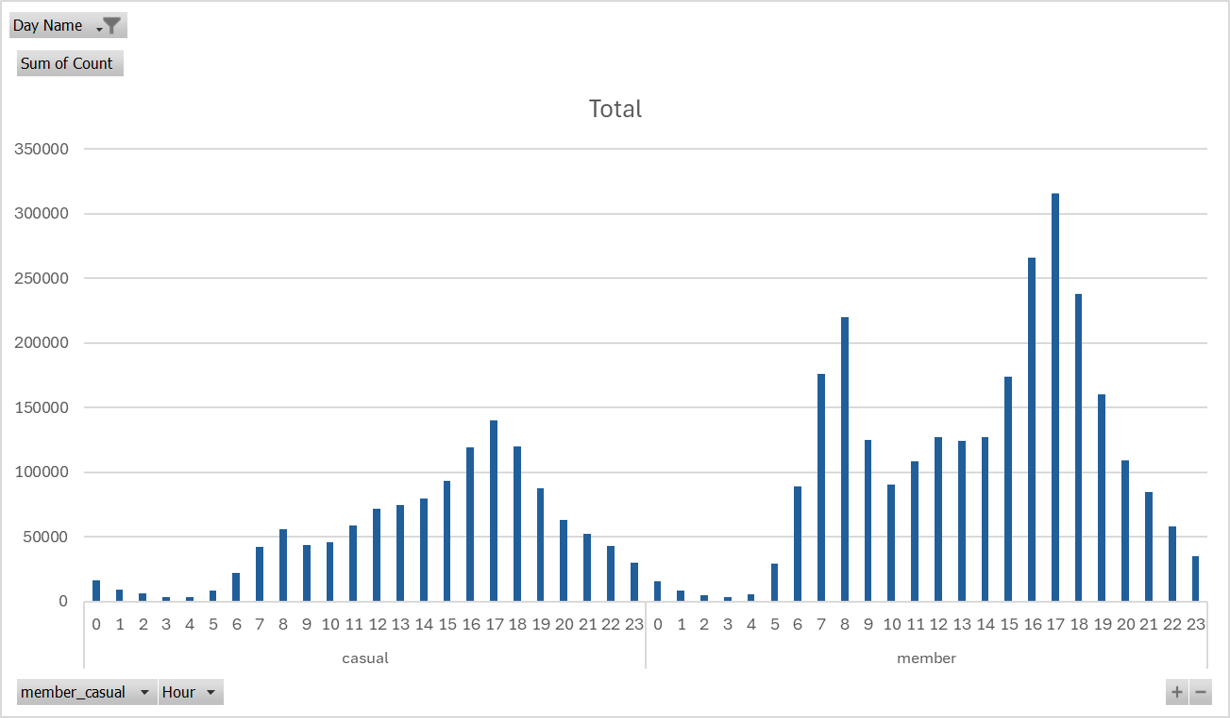 Day Name
Sum of Count
Total
350000
300000
250000
200000
150000
100000
50000
0
0 1 2 3 4 5 6 7 8 9 10 11 12 13 14 15 16 17 18 19 20 21 22 23 0 1 2 3 4 5 6 7 8 9 10 11 12 13 14 15 16 17 18 19 20 21 22 23
casual member
member_casual Hour + −